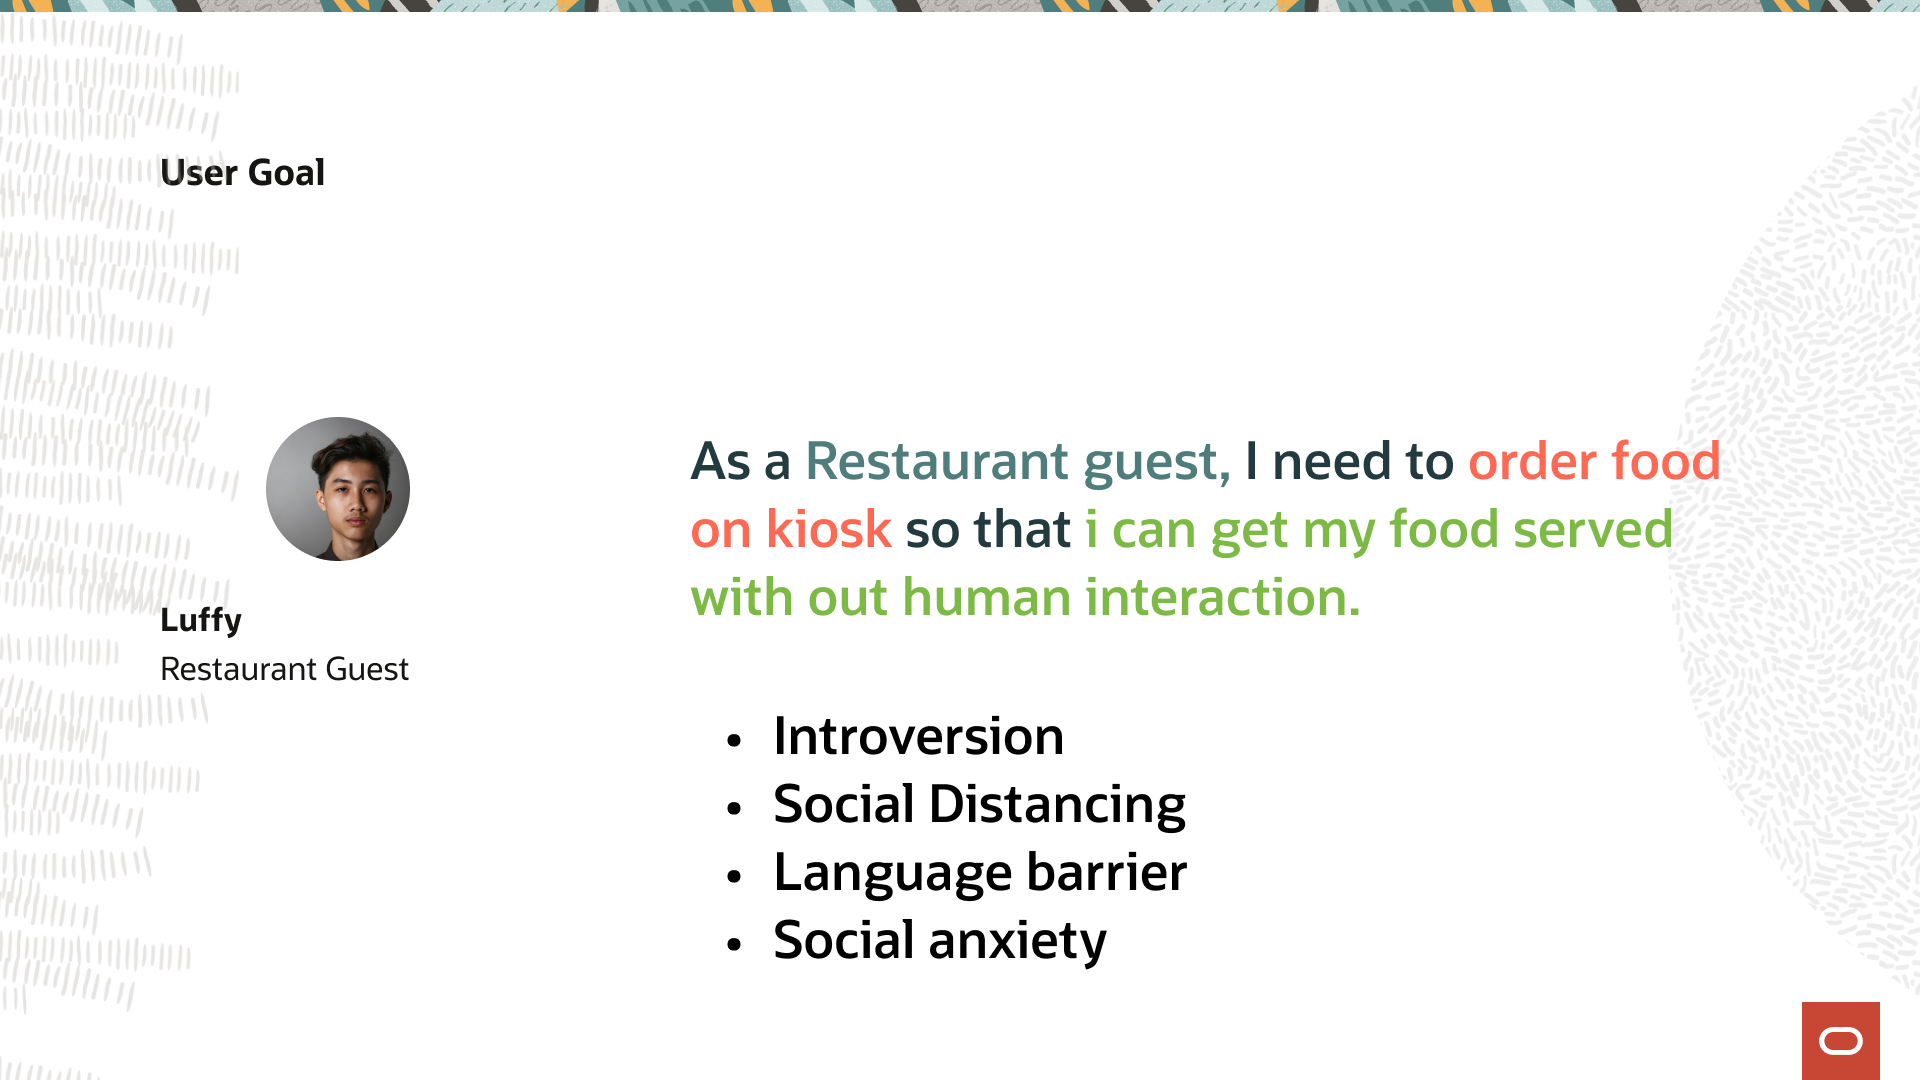 User Goal
Luffy
Restaurant Guest
As a Restaurant guest, I need to order food
on kiosk so that i can get my food served
with out human interaction.
• Introversion
• Social Distancing
• Language barrier
• Social anxiety